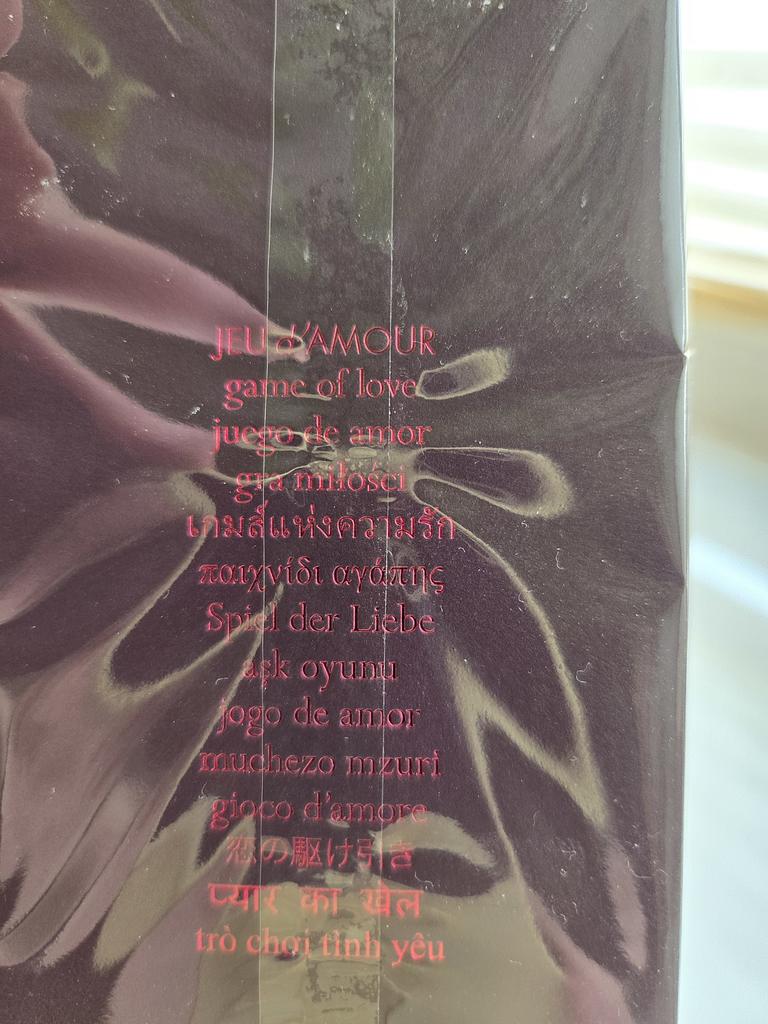 JEU d'AMOUR
game of love
juego de amor
gra miłości
เกมส์แห่งความรัก
παιχνίδι αγάπης
Spiel der Liebe
aşk oyunu
jogo de amor
muchezo mzuri
gioco d'amore
恋の駆け引き
प्यार का खेल
trò chơi tình yêu